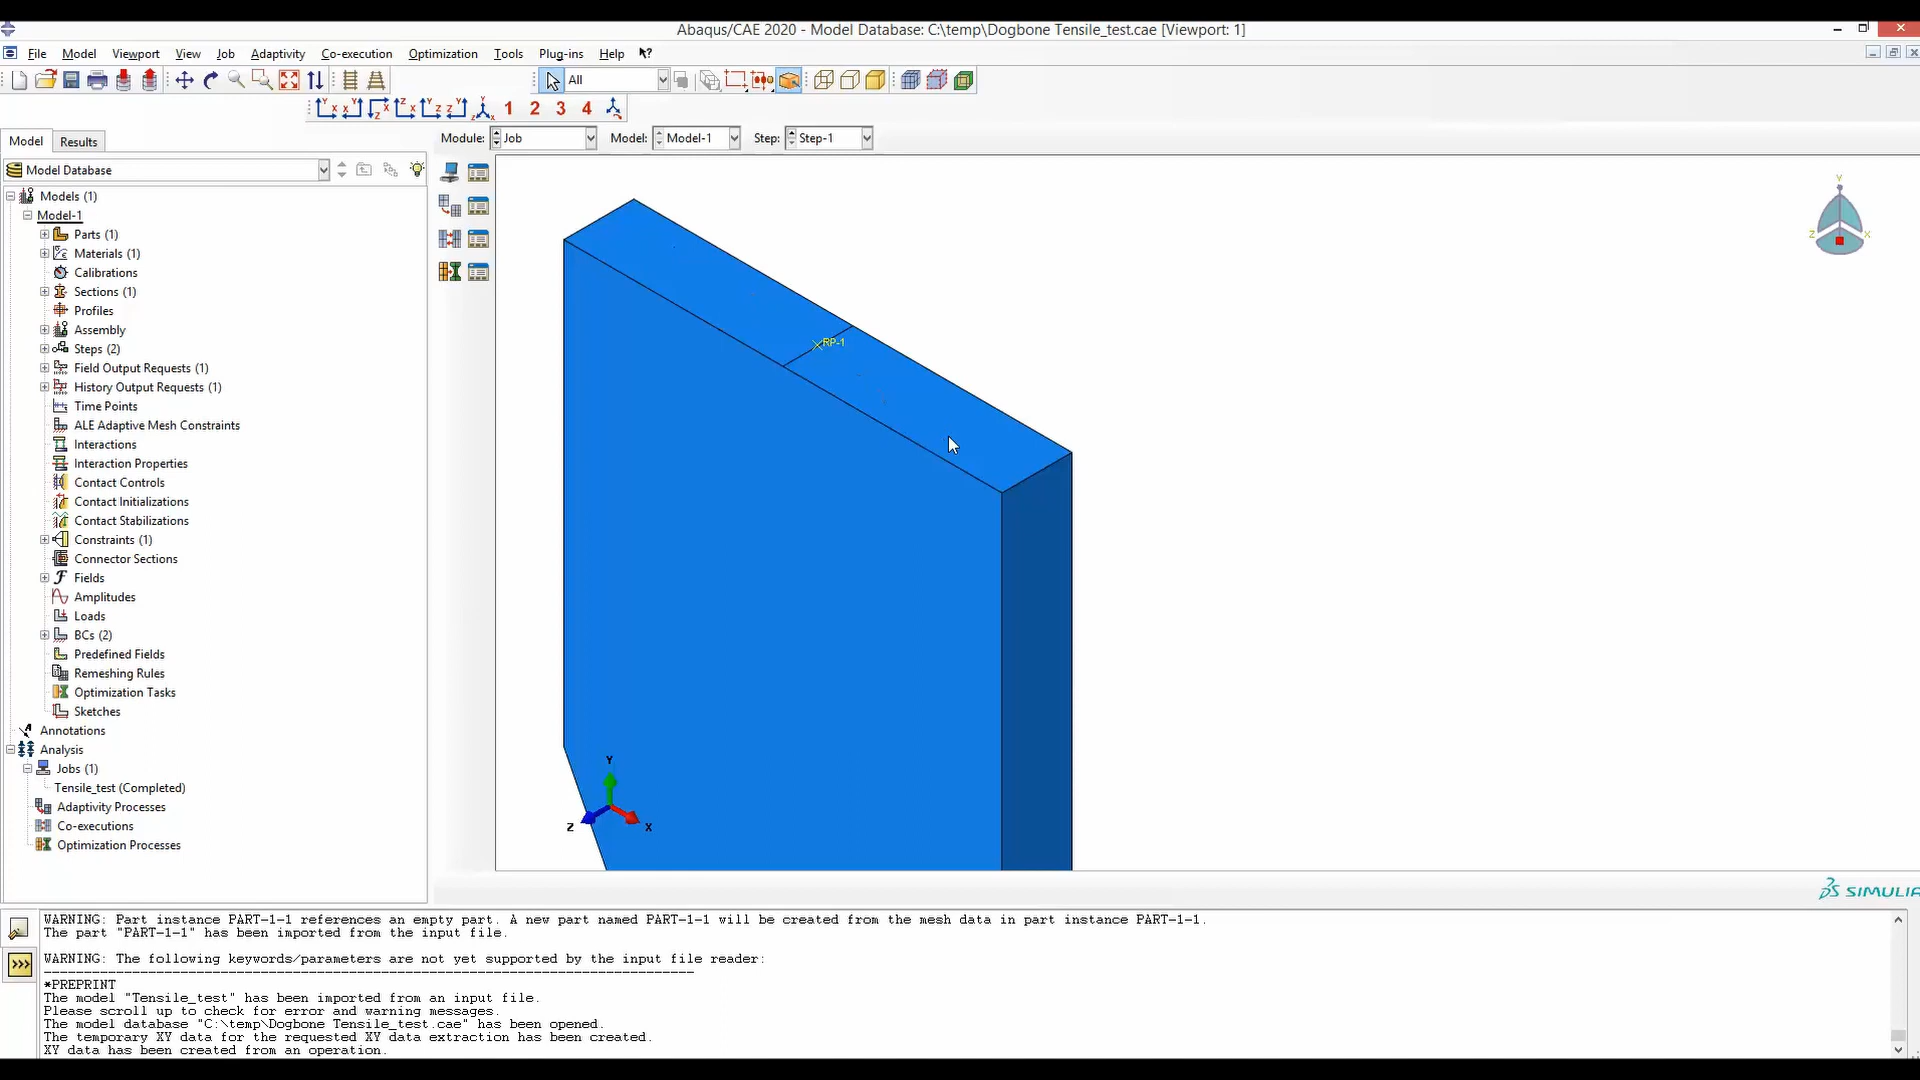 Abaqus/CAE 2020 - Model Database: C:\temp\Dogbone Tensile_test.cae [Viewport: 1]
File Model Viewport View Job Adaptivity Co-execution Optimization Tools Plug-ins Help
All
1 2 3 4
Model Results
Module: Job Model: Model-1 Step: Step-1
Model Database
Models (1)
Model-1
Parts (1)
Materials (1)
Calibrations
Sections (1)
Profiles
Assembly
Steps (2)
Field Output Requests (1)
History Output Requests (1)
Time Points
ALE Adaptive Mesh Constraints
Interactions
Interaction Properties
Contact Controls
Contact Initializations
Contact Stabilizations
Constraints (1)
Connector Sections
Fields
Amplitudes
Loads
BCs (2)
Predefined Fields
Remeshing Rules
Optimization Tasks
Sketches
Annotations
Analysis
Jobs (1)
Tensile_test (Completed)
Adaptivity Processes
Co-executions
Optimization Processes
RP-1
Y
Z X
Y
Z X
SIMULIA
WARNING: Part instance PART-1-1 references an empty part. A new part named PART-1-1 will be created from the mesh data in part instance PART-1-1.
The part "PART-1-1" has been imported from the input file.
WARNING: The following keywords/parameters are not yet supported by the input file reader:
*PREPRINT
The model "Tensile_test" has been imported from an input file.
Please scroll up to check for error and warning messages.
The model database "C:\temp\Dogbone Tensile_test.cae" has been opened.
The temporary XY data for the requested XY data extraction has been created.
XY data has been created from an operation.